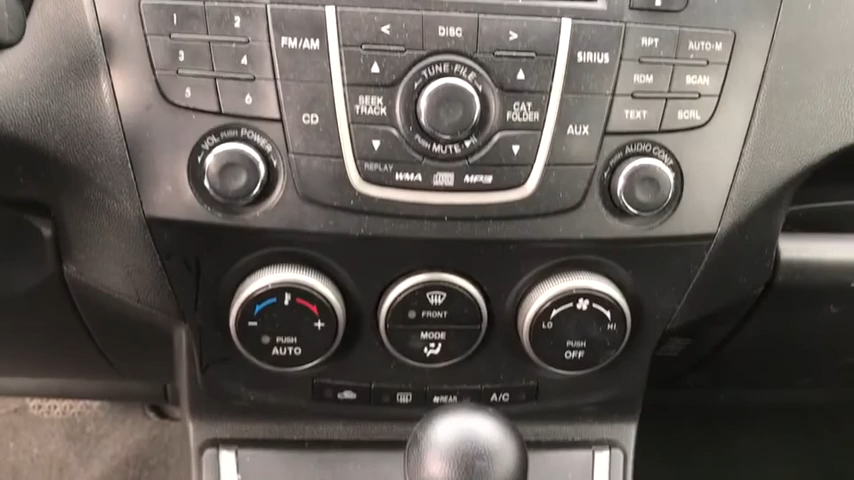 1 2
3 4
5 6
FM/AM
CD
< DISC >
TUNE·FILE
SEEK
TRACK
CAT
FOLDER
PUSH MUTE
REPLAY WMA MP3
SIRIUS
AUX
RPT AUTO-M
RDM SCAN
TEXT SCRL
VOL PUSH POWER
PUSH AUDIO CONT
- +
PUSH
AUTO
FRONT
MODE
LO HI
PUSH
OFF
REAR A/C